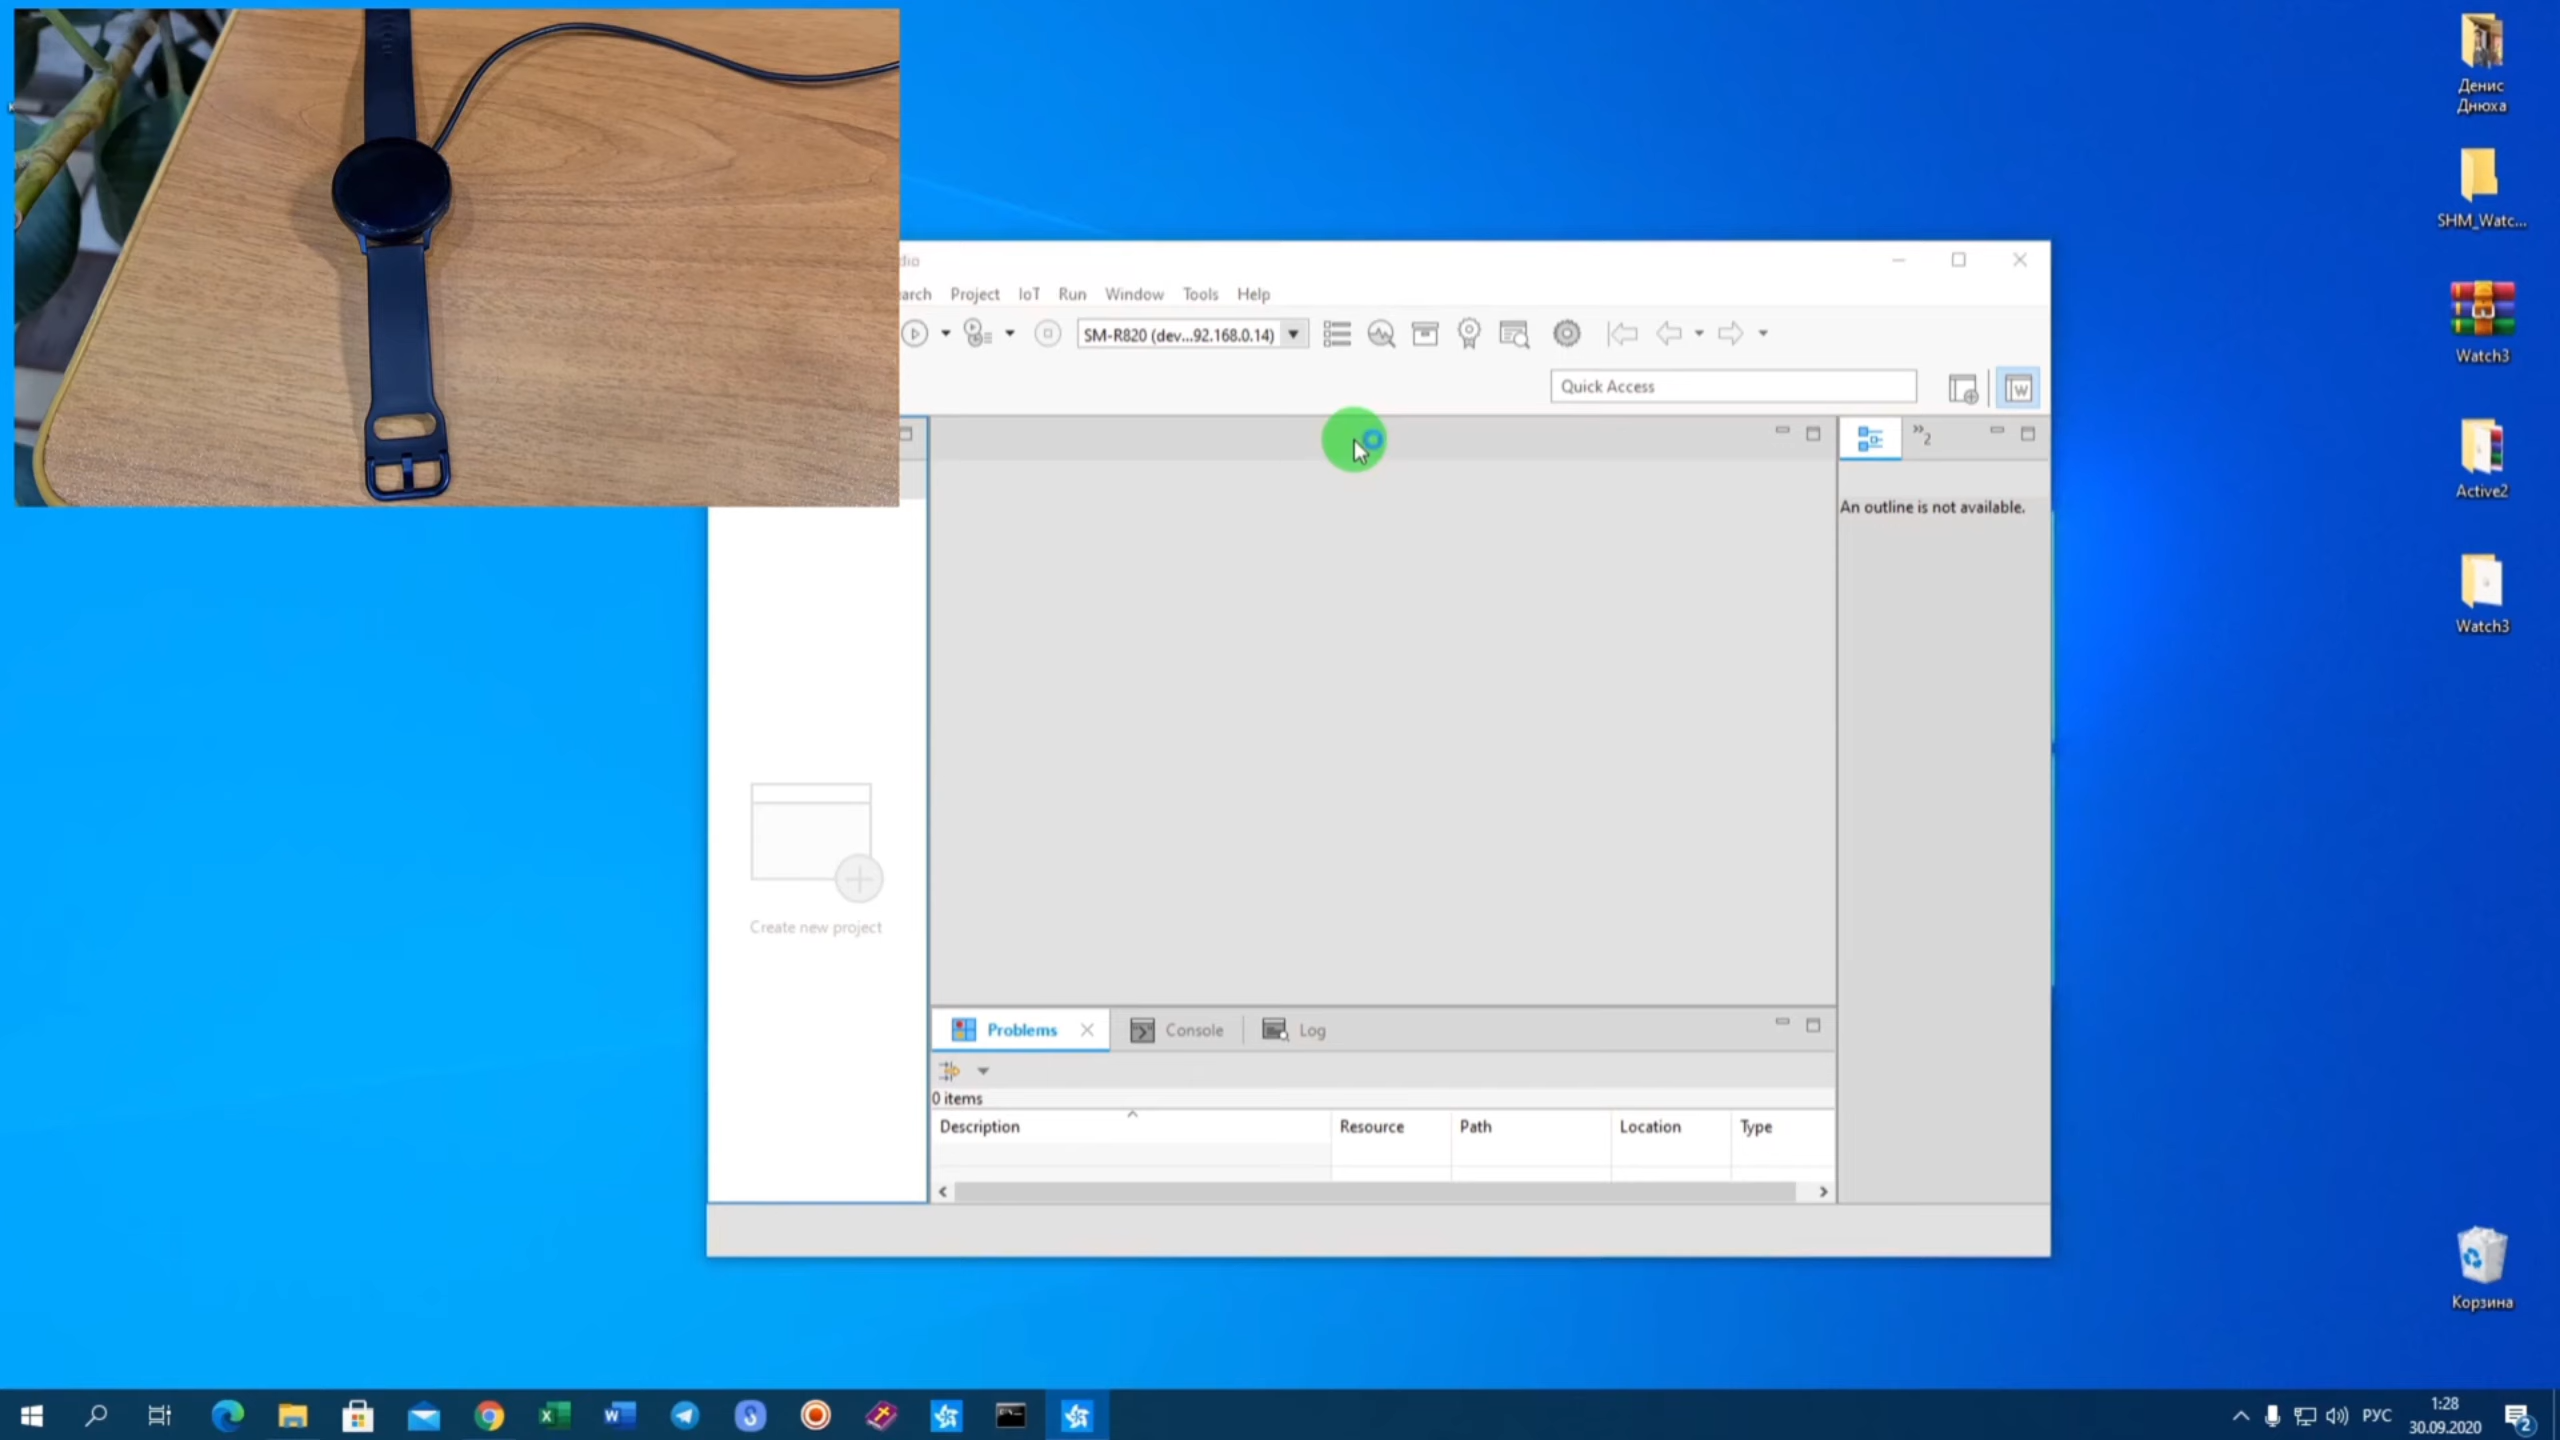 dio
arch Project IoT Run Window Tools Help
SM-R820 (dev...92.168.0.14)
Quick Access
W
»2
An outline is not available.
Create new project
Problems
Console
Log
0 items
Description Resource Path Location Type
Денис
Днюха
SHM_Watc...
Watch3
Active2
Watch3
Корзина
РУС
1:28
30.09.2020
2